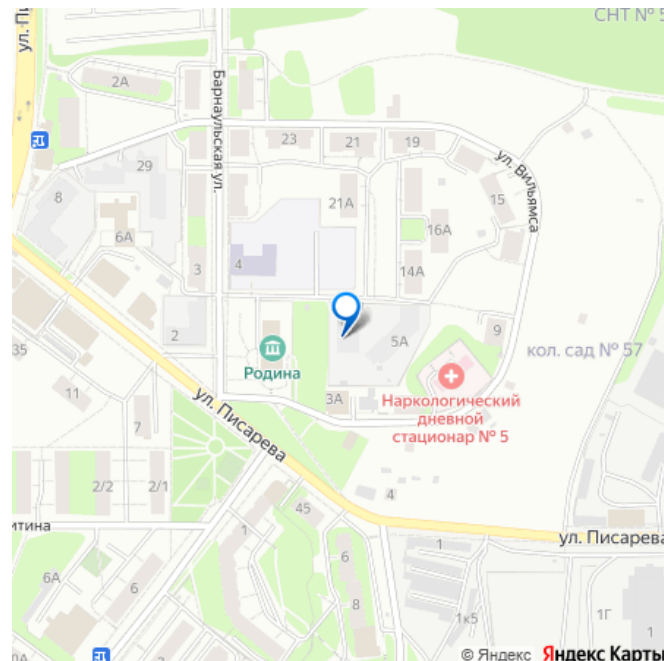 СНТ № 5
ул. Пи
2А
Барнаульская ул.
23
21
19
ул. Вильямса
29
8
21А
15
6А
16А
4
3
14А
2
5А
9
35
Родина
кол. сад № 57
11
3А
Наркологический
дневной
стационар № 5
7
ул. Писарева
2/2
2/1
4
45
итина
1
1
ул. Писарева
6
6А
8
1к5
1Г
1
© Яндекс Яндекс Карты